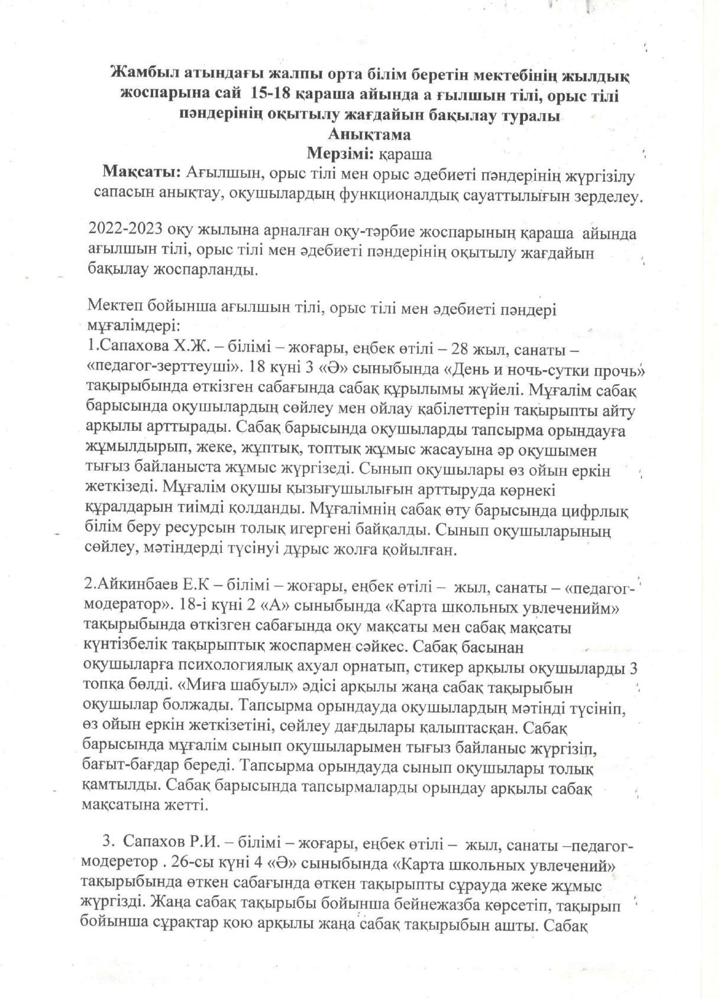 Жамбыл атындағы жалпы орта білім беретін мектебінің жылдық
жоспарына сай 15-18 қараша айында а ғылшын тілі, орыс тілі
пәндерінің оқытылу жағдайын бақылау туралы
Анықтама
Мерзімі: қараша
Мақсаты: Ағылшын, орыс тілі мен орыс әдебиеті пәндерінің жүргізілу
сапасын анықтау, оқушылардың функционалдық сауаттылығын зерделеу.
2022-2023 оқу жылына арналған оқу-тәрбие жоспарының қараша айында
ағылшын тілі, орыс тілі мен әдебиеті пәндерінің оқытылу жағдайын
бақылау жоспарланды.
Мектеп бойынша ағылшын тілі, орыс тілі мен әдебиеті пәндері
мұғалімдері:
1.Сапахова Х.Ж. – білімі – жоғары, еңбек өтілі – 28 жыл, санаты –
«педагог-зерттеуші». 18 күні 3 «Ә» сыныбында «День и ночь-сутки прочь»
тақырыбында өткізген сабағында сабақ құрылымы жүйелі. Мұғалім сабақ
барысында оқушылардың сөйлеу мен ойлау қабілеттерін тақырыпты айту
арқылы арттырады. Сабақ барысында оқушыларды тапсырма орындауға
жұмылдырып, жеке, жұптық, топтық жұмыс жасауына әр оқушымен
тығыз байланыста жұмыс жүргізеді. Сынып оқушылары өз ойын еркін
жеткізеді. Мұғалім оқушы қызығушылығын арттыруда көрнекі
құралдарын тиімді қолданды. Мұғалімнің сабақ өту барысында цифрлық
білім беру ресурсын толық игергені байқалды. Сынып оқушыларының
сөйлеу, мәтіндерді түсінуі дұрыс жолға қойылған.
2.Айкинбаев Е.К – білімі – жоғары, еңбек өтілі – жыл, санаты – «педагог-
модератор». 18-і күні 2 «А» сыныбында «Карта школьных увлеченийм»
тақырыбында өткізген сабағында оқу мақсаты мен сабақ мақсаты
күнтізбелік тақырыптық жоспармен сәйкес. Сабақ басынан
оқушыларға психологиялық ахуал орнатып, стикер арқылы оқушыларды 3
топқа бөлді. «Миға шабуыл» әдісі арқылы жаңа сабақ тақырыбын
оқушылар болжады. Тапсырма орындауда оқушылардың мәтінді түсініп,
өз ойын еркін жеткізетіні, сөйлеу дағдылары қалыптасқан. Сабақ
барысында мұғалім сынып оқушыларымен тығыз байланыс жүргізіп,
бағыт-бағдар береді. Тапсырма орындауда сынып оқушылары толық
қамтылды. Сабақ барысында тапсырмаларды орындау арқылы сабақ
мақсатына жетті.
3. Сапахов Р.И. – білімі – жоғары, еңбек өтілі – жыл, санаты –педагог-
модеретор . 26-сы күні 4 «Ә» сыныбында «Карта школьных увлечений»
тақырыбында өткен сабағында өткен тақырыпты сұрауда жеке жұмыс
жүргізді. Жаңа сабақ тақырыбы бойынша бейнежазба көрсетіп, тақырып
бойынша сұрақтар қою арқылы жаңа сабақ тақырыбын ашты. Сабақ